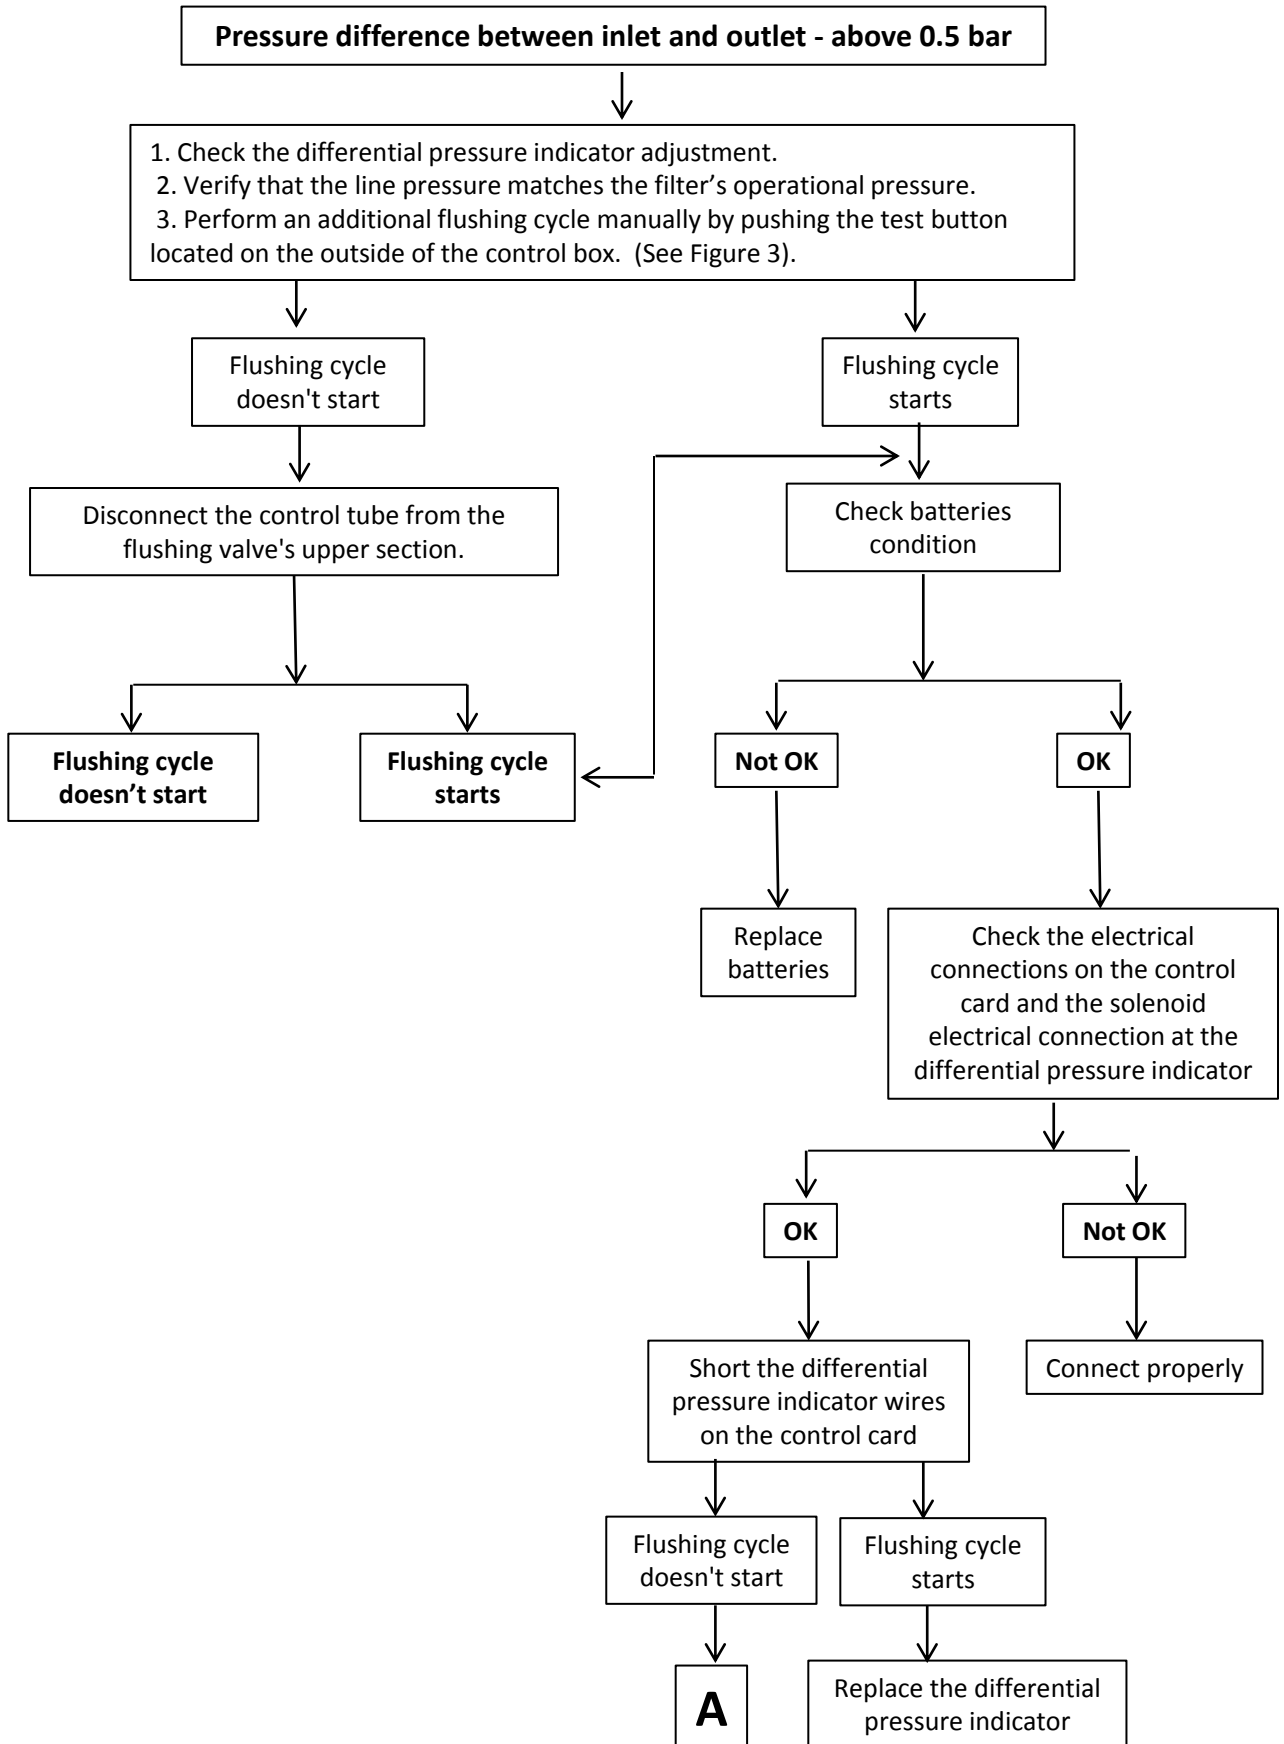 Pressure difference between inlet and outlet - above 0.5 bar
1. Check the differential pressure indicator adjustment.
2. Verify that the line pressure matches the filter’s operational pressure.
3. Perform an additional flushing cycle manually by pushing the test button
located on the outside of the control box.  (See Figure 3).
Flushing cycle
doesn't start
Flushing cycle
starts
Disconnect the control tube from the
flushing valve's upper section.
Check batteries
condition
Flushing cycle
doesn’t start
Flushing cycle
starts
Not OK
OK
Replace
batteries
Check the electrical
connections on the control
card and the solenoid
electrical connection at the
differential pressure indicator
OK
Not OK
Short the differential
pressure indicator wires
on the control card
Connect properly
Flushing cycle
doesn't start
Flushing cycle
starts
A
Replace the differential
pressure indicator